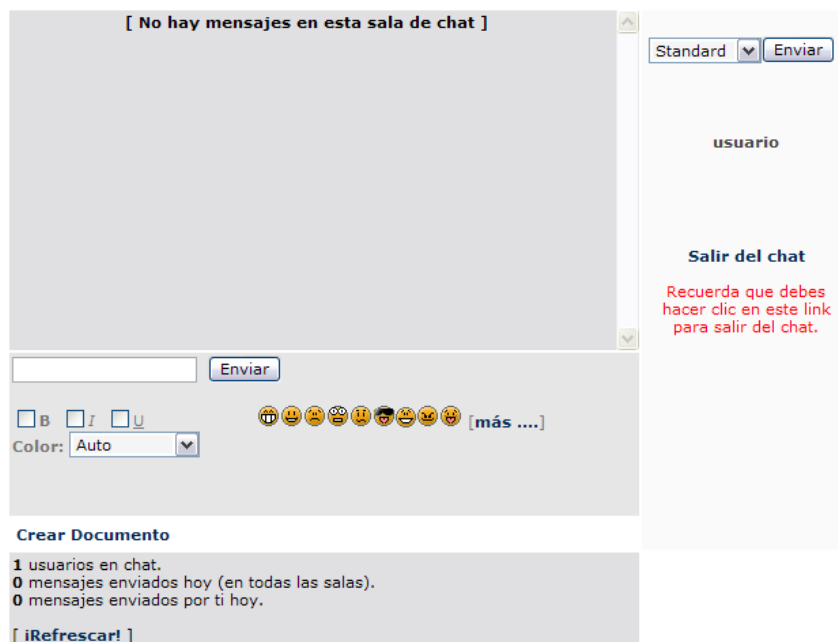 [ No hay mensajes en esta sala de chat ]
Standard Enviar
usuario
Salir del chat
Recuerda que debes
hacer clic en este link
para salir del chat.
Enviar
B I U
[más ....]
Color: Auto
Crear Documento
1 usuarios en chat.
0 mensajes enviados hoy (en todas las salas).
0 mensajes enviados por ti hoy.
[ ¡Refrescar! ]